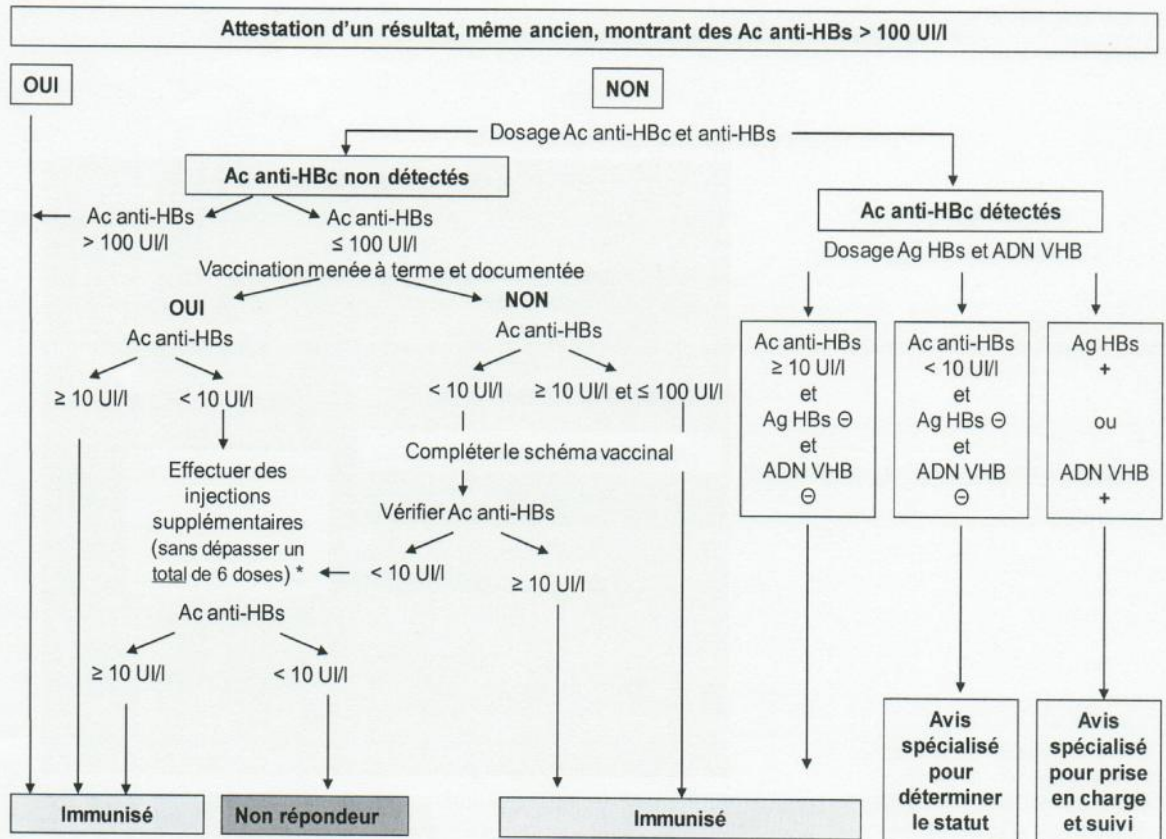 Attestation d'un résultat, même ancien, montrant des Ac anti-HBs > 100 UI/l
OUI
NON
Dosage Ac anti-HBc et anti-HBs
Ac anti-HBc non détectés
Ac anti-HBs
> 100 UI/l
Ac anti-HBs
≤ 100 UI/l
Vaccination menée à terme et documentée
OUI
Ac anti-HBs
≥ 10 UI/l
< 10 UI/l
Effectuer des
injections
supplémentaires
(sans dépasser un
total de 6 doses) *
Ac anti-HBs
≥ 10 UI/l
< 10 UI/l
NON
Ac anti-HBs
< 10 UI/l
≥ 10 UI/l et ≤ 100 UI/l
Compléter le schéma vaccinal
Vérifier Ac anti-HBs
< 10 UI/l
≥ 10 UI/l
Ac anti-HBc détectés
Dosage Ag HBs et ADN VHB
Ac anti-HBs
≥ 10 UI/l
et
Ag HBs ⊖
et
ADN VHB
⊖
Ac anti-HBs
< 10 UI/l
et
Ag HBs ⊖
et
ADN VHB
⊖
Ag HBs
+
ou
ADN VHB
+
Immunisé
Non répondeur
Immunisé
Avis
spécialisé
pour
déterminer
le statut
Avis
spécialisé
pour prise
en charge
et suivi